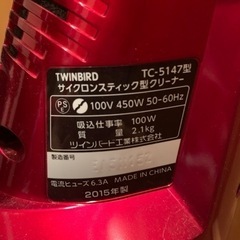 TWINBIRD TC-5147型
サイクロンスティック型クリーナー
PS E 100V 450W 50-60Hz
吸込仕事率 100W
質量 2.1kg
ツインバード工業株式会社
製造番号
電流ヒューズ 6.3A MADE IN CHINA
2015年製